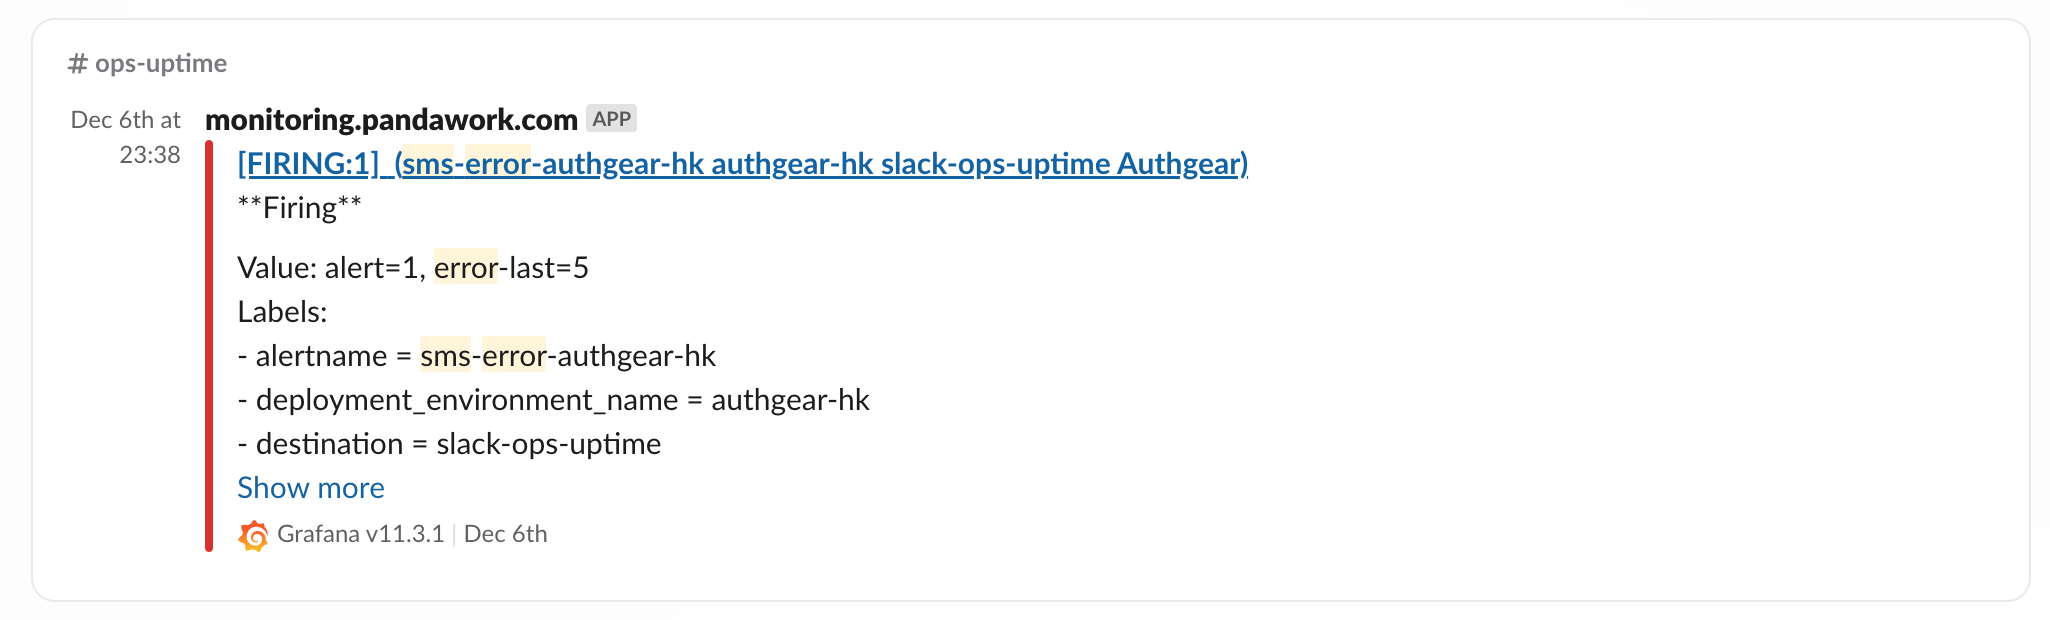 # ops-uptime
Dec 6th at 23:38
monitoring.pandawork.com APP
[FIRING:1]  (sms-error-authgear-hk authgear-hk slack-ops-uptime Authgear)
**Firing**
Value: alert=1, error-last=5
Labels:
- alertname = sms-error-authgear-hk
- deployment_environment_name = authgear-hk
- destination = slack-ops-uptime
Show more
Grafana v11.3.1 | Dec 6th